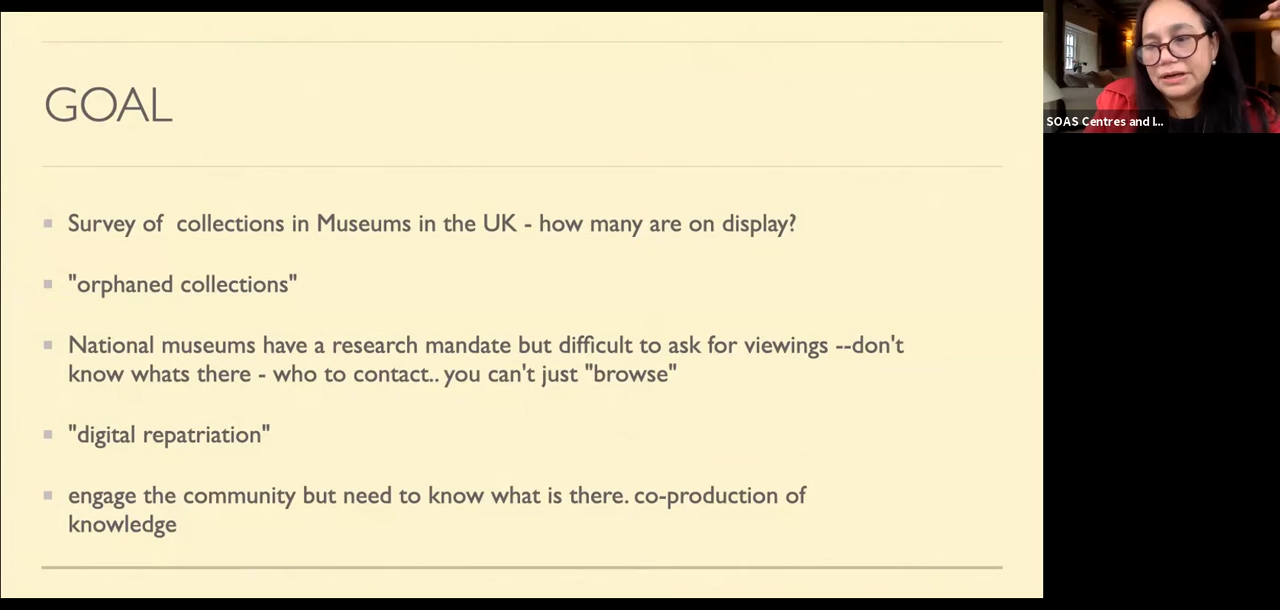 GOAL
Survey of  collections in Museums in the UK - how many are on display?
"orphaned collections"
National museums have a research mandate but difficult to ask for viewings --don't
know whats there - who to contact.. you can't just "browse"
"digital repatriation"
engage the community but need to know what is there. co-production of
knowledge
SOAS Centres and I...